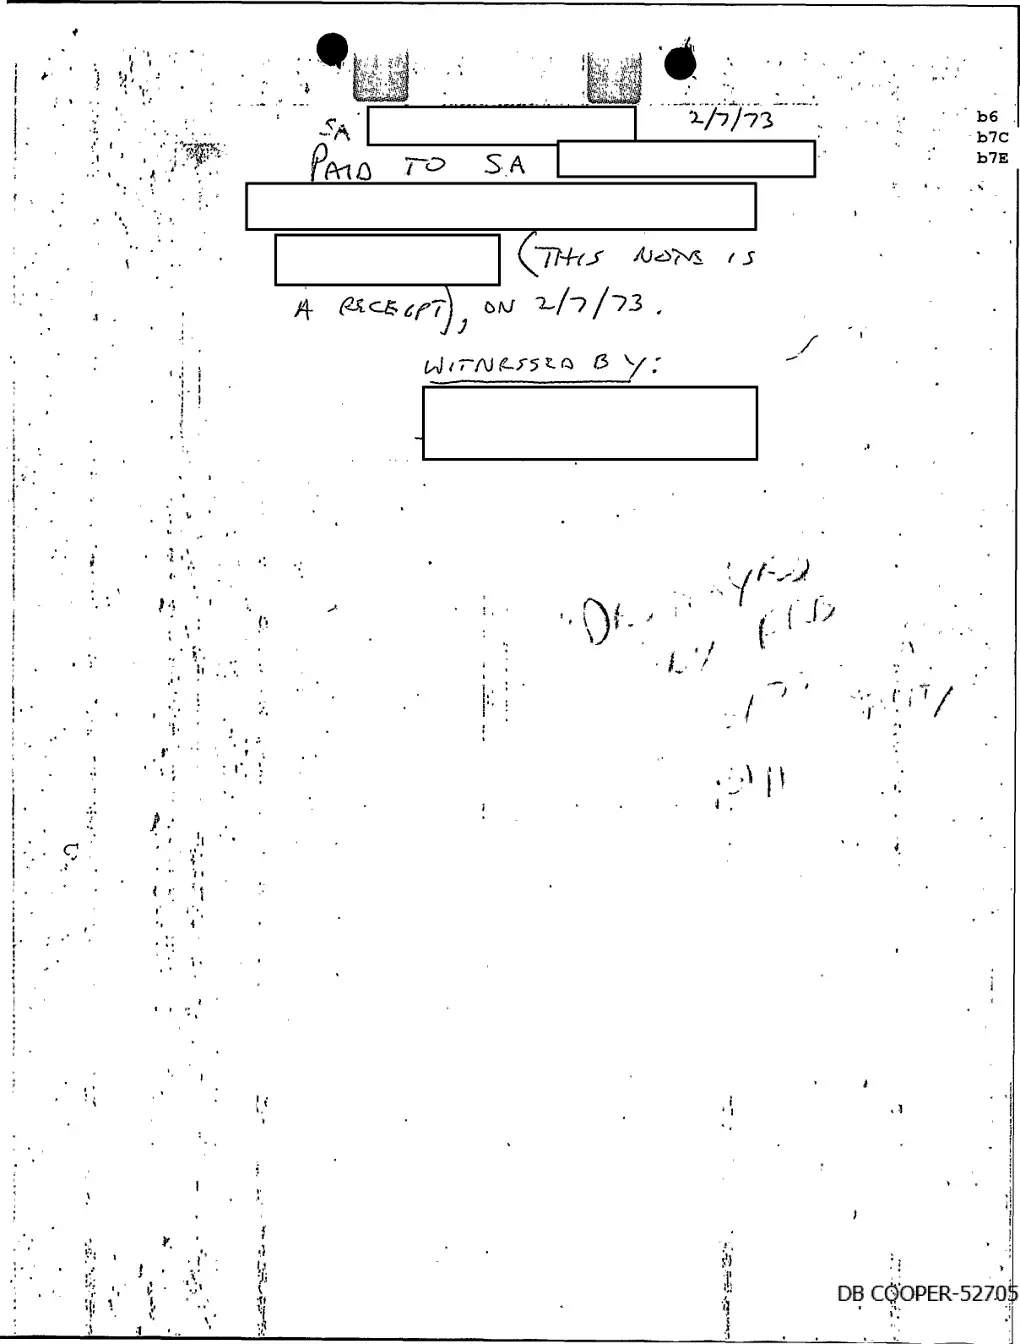 SA 2/7/73 b6
b7C
PAID TO S.A b7E
(THIS NOTE IS
A RECEIPT), ON 2/7/73.
WITNESSED BY:
BY
DB COOPER-52705